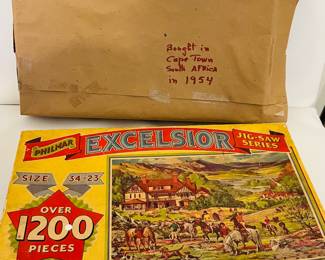 Bought in
Cape Town
South AfRICA
in 1954
PHILMAR
EXCELSIOR
JIG-SAW
SERIES
SIZE 34-23
OVER
1200
PIECES